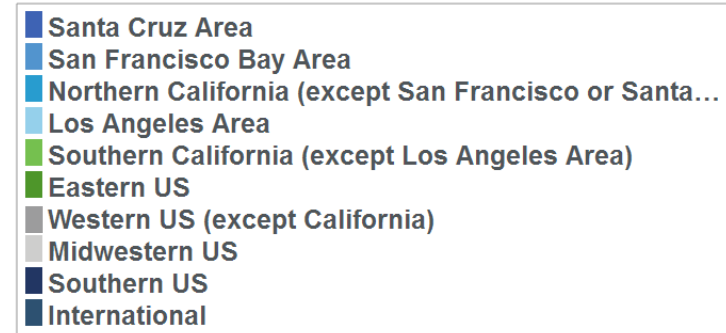 Santa Cruz Area
San Francisco Bay Area
Northern California (except San Francisco or Santa…
Los Angeles Area
Southern California (except Los Angeles Area)
Eastern US
Western US (except California)
Midwestern US
Southern US
International